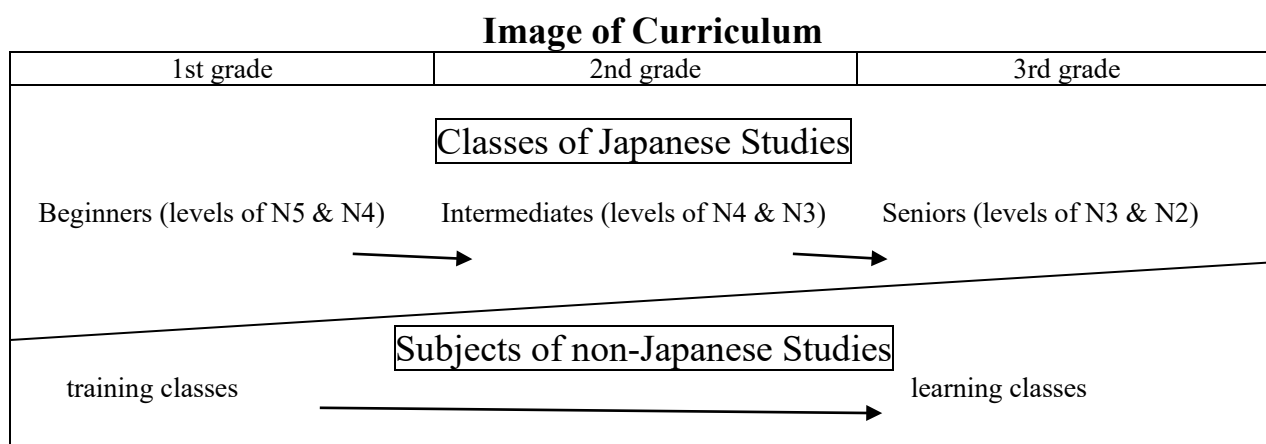 Image of Curriculum
1st grade 2nd grade 3rd grade
Classes of Japanese Studies
Beginners (levels of N5 & N4) Intermediates (levels of N4 & N3) Seniors (levels of N3 & N2)
Subjects of non-Japanese Studies
training classes learning classes